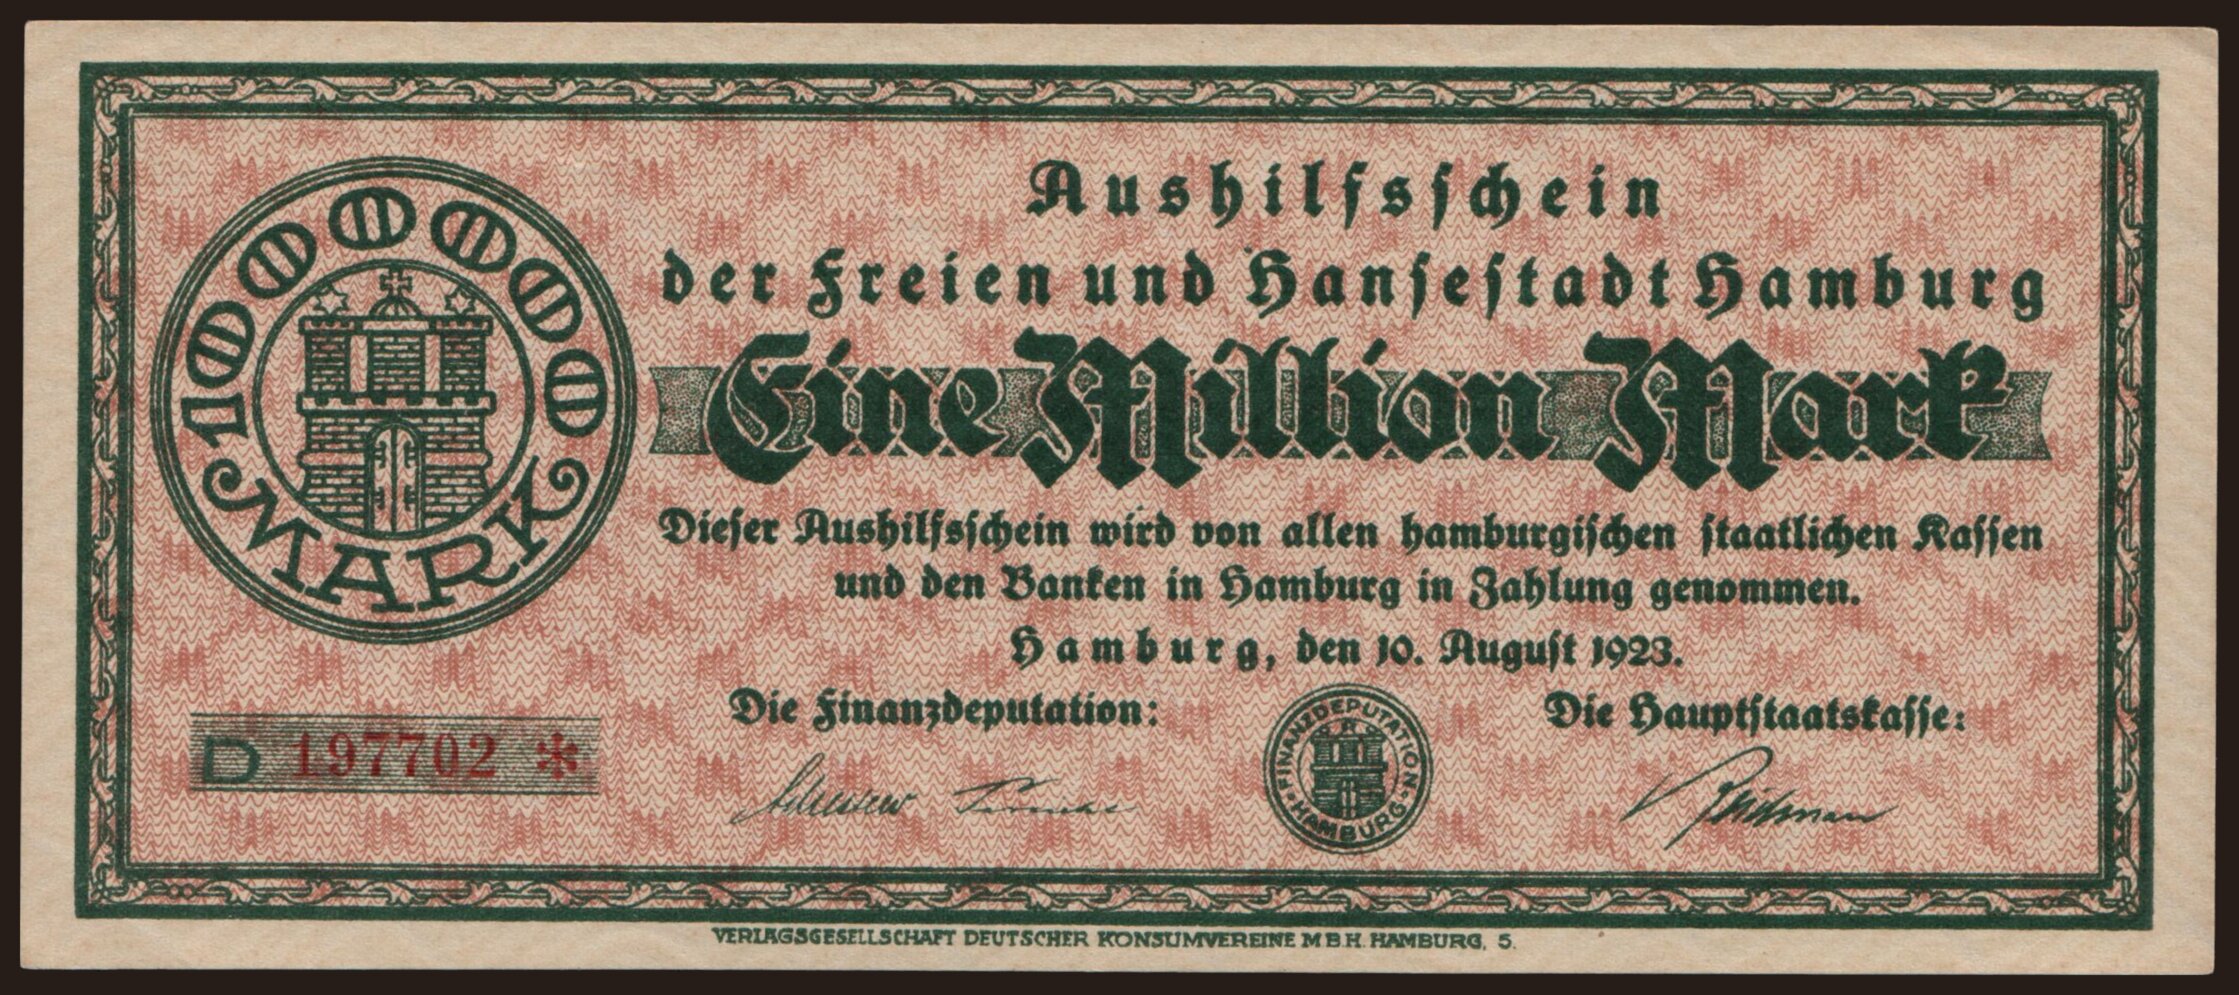 1000000
MARK
Aushilfsschein
der Freien und Hansestadt Hamburg
Eine Million Mark
Dieser Aushilfsschein wird von allen hamburgischen staatlichen Kassen
und den Banken in Hamburg in Zahlung genommen.
Hamburg, den 10. August 1923.
Die Finanzdeputation:
Die Hauptstaatskasse:
FINANZDEPUTATION
HAMBURG
D 197702 *
VERLAGSGESELLSCHAFT DEUTSCHER KONSUMVEREINE M B H. HAMBURG, 5.